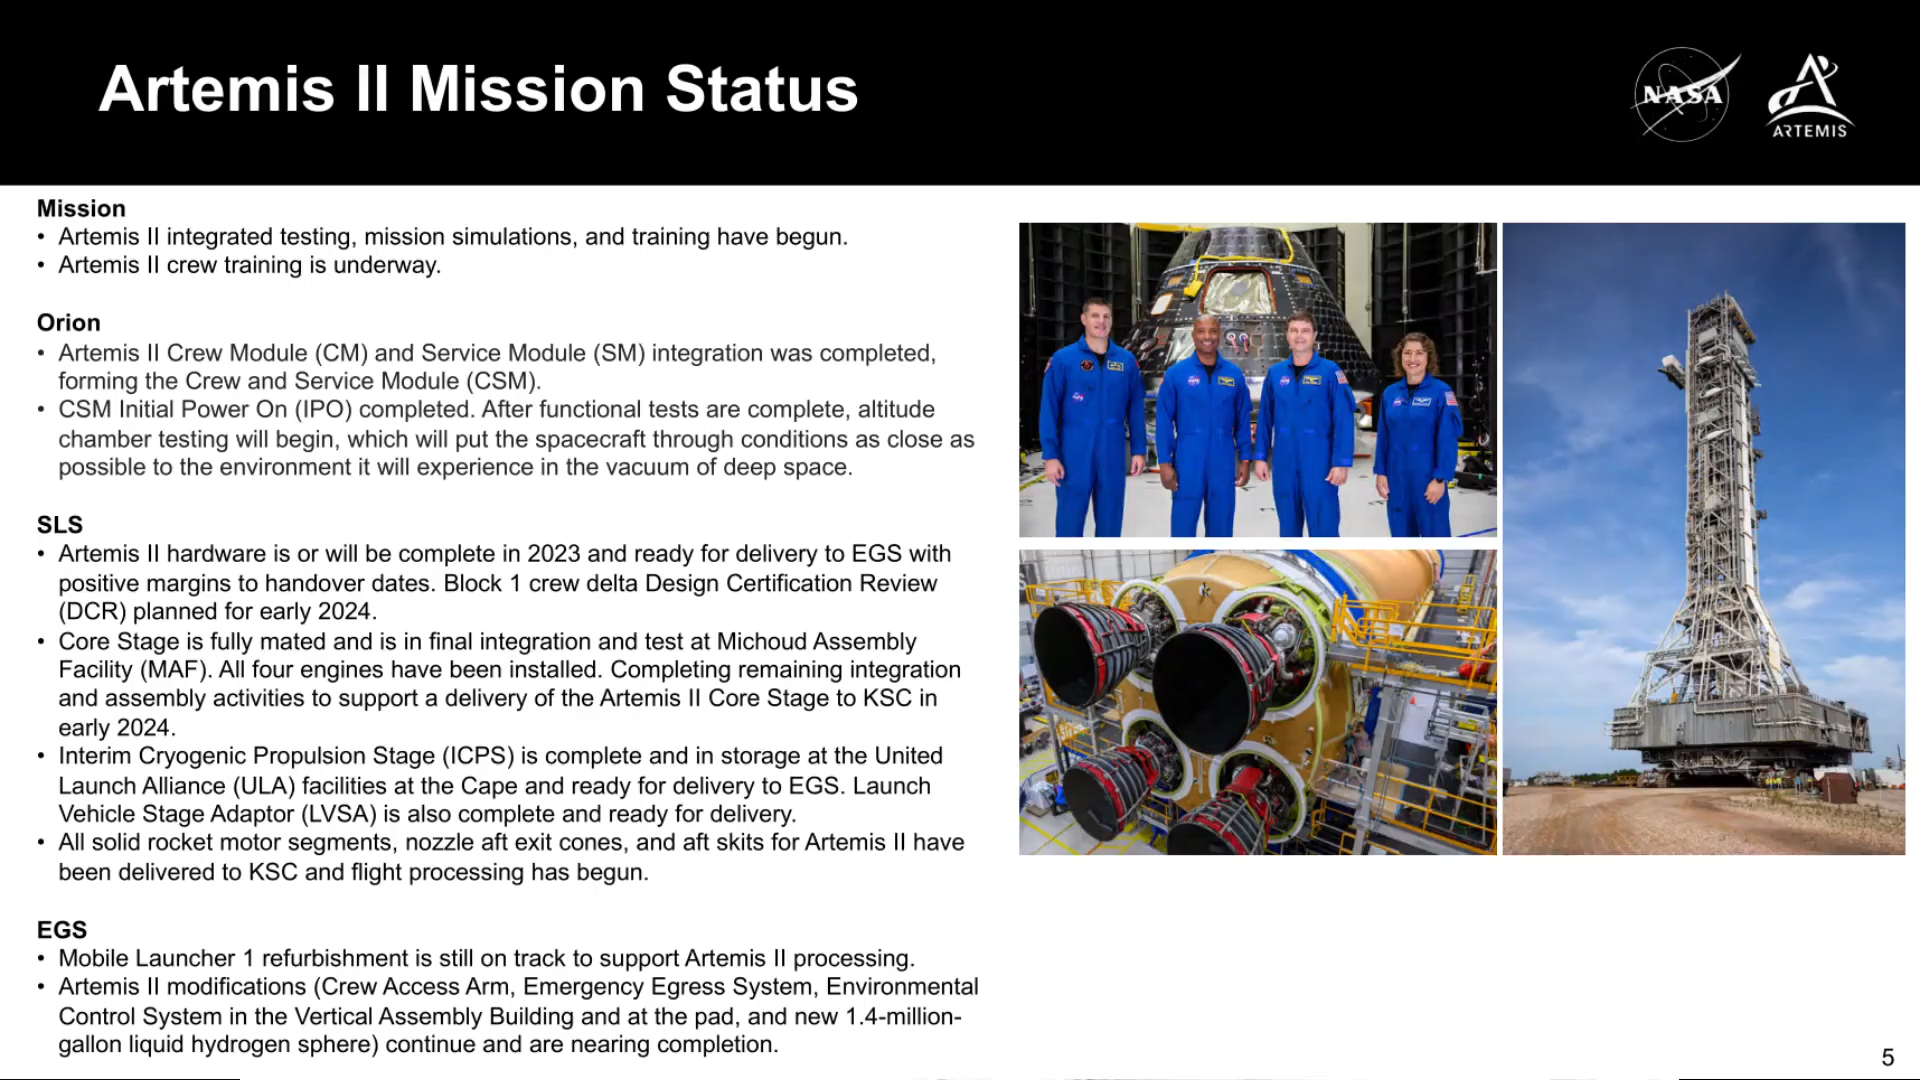 Artemis II Mission Status
NASA
ARTEMIS
Mission
• Artemis II integrated testing, mission simulations, and training have begun.
• Artemis II crew training is underway.
Orion
• Artemis II Crew Module (CM) and Service Module (SM) integration was completed,
forming the Crew and Service Module (CSM).
• CSM Initial Power On (IPO) completed. After functional tests are complete, altitude
chamber testing will begin, which will put the spacecraft through conditions as close as
possible to the environment it will experience in the vacuum of deep space.
SLS
• Artemis II hardware is or will be complete in 2023 and ready for delivery to EGS with
positive margins to handover dates. Block 1 crew delta Design Certification Review
(DCR) planned for early 2024.
• Core Stage is fully mated and is in final integration and test at Michoud Assembly
Facility (MAF). All four engines have been installed. Completing remaining integration
and assembly activities to support a delivery of the Artemis II Core Stage to KSC in
early 2024.
• Interim Cryogenic Propulsion Stage (ICPS) is complete and in storage at the United
Launch Alliance (ULA) facilities at the Cape and ready for delivery to EGS. Launch
Vehicle Stage Adaptor (LVSA) is also complete and ready for delivery.
• All solid rocket motor segments, nozzle aft exit cones, and aft skits for Artemis II have
been delivered to KSC and flight processing has begun.
EGS
• Mobile Launcher 1 refurbishment is still on track to support Artemis II processing.
• Artemis II modifications (Crew Access Arm, Emergency Egress System, Environmental
Control System in the Vertical Assembly Building and at the pad, and new 1.4-million-
gallon liquid hydrogen sphere) continue and are nearing completion.
5